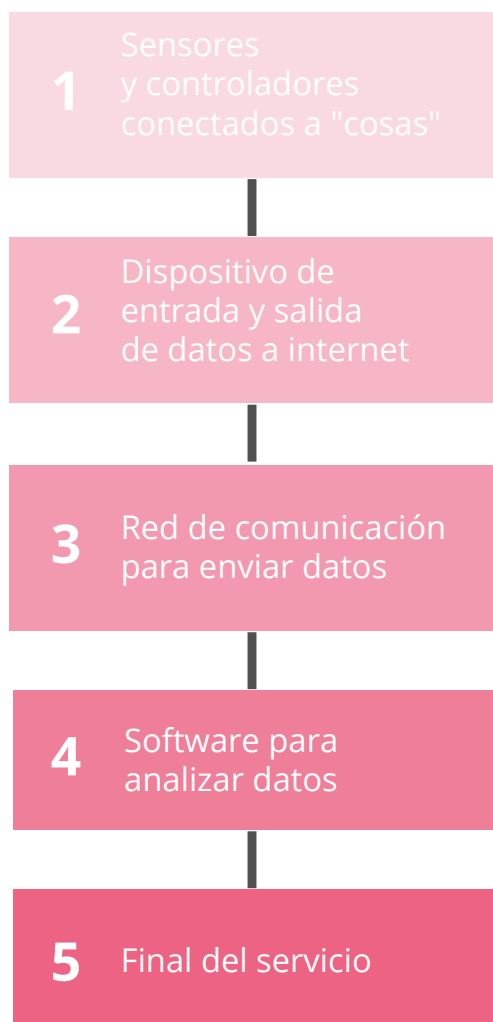 1
Sensores
y controladores
conectados a "cosas"
2
Dispositivo de
entrada y salida
de datos a internet
3
Red de comunicación
para enviar datos
4
Software para
analizar datos
5
Final del servicio